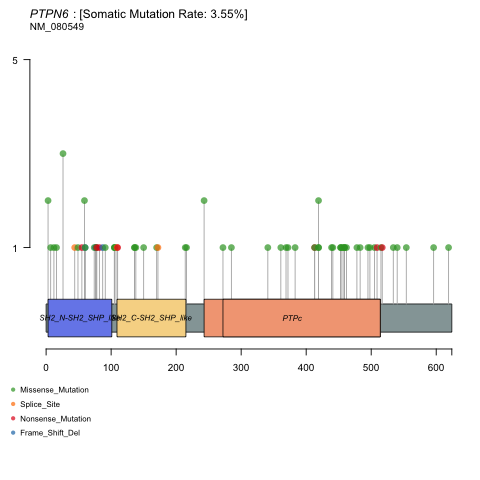 PTPN6 : [Somatic Mutation Rate: 3.55%]
NM_080549
5
1
SH2_N-SH2_SHP_like
SH2_C-SH2_SHP_like
PTPc
0 100 200 300 400 500 600
Missense_Mutation
Splice_Site
Nonsense_Mutation
Frame_Shift_Del